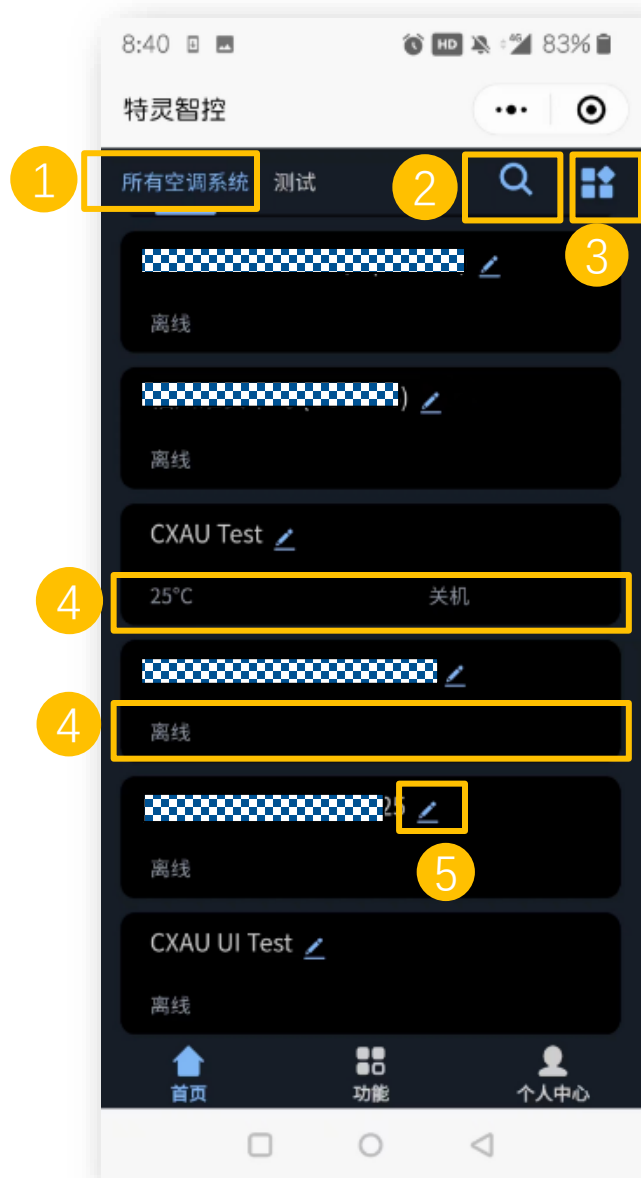 8:40 HD 4G 83%
特灵智控
1 所有空调系统 测试 2
3
离线
)
离线
CXAU Test
4 25°C 关机
4 离线
25
5
离线
CXAU UI Test
离线
首页 功能 个人中心